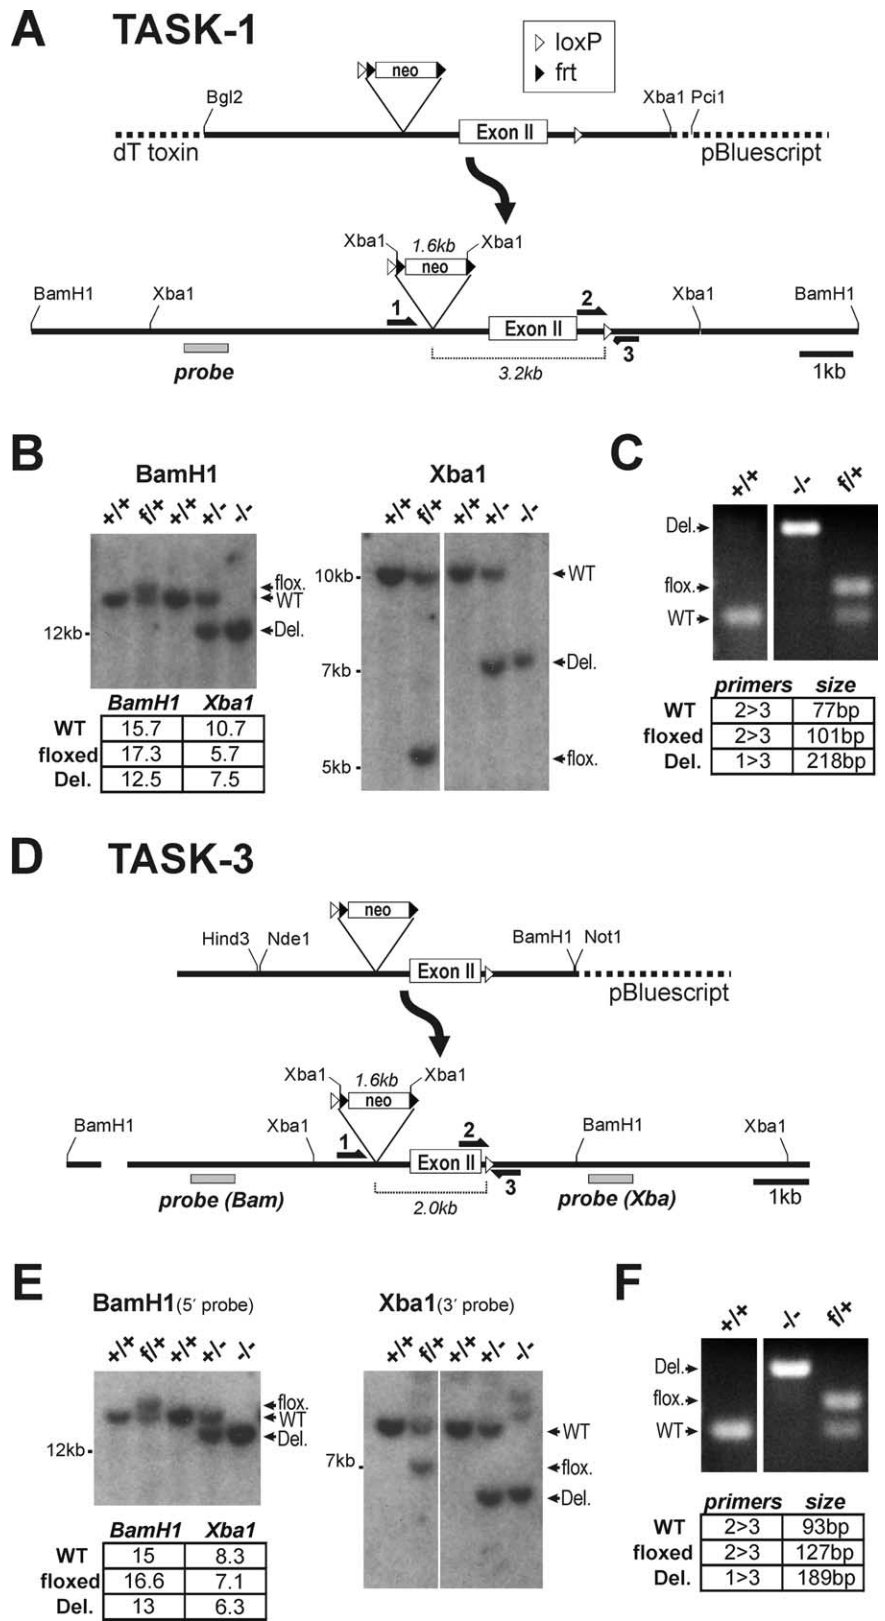 A TASK-1
loxP
frt
neo
Bgl2
Xba1 Pci1
Exon II
dT toxin
pBluescript
Xba1 1.6kb Xba1
neo
BamH1
Xba1
1
2
Xba1
BamH1
Exon II
3
probe
3.2kb
1kb
B
BamH1
Xba1
+/+ f/+ +/+ +/- -/-
+/+ f/+ +/+ +/- -/-
flox.
WT
12kb
Del.
10kb
WT
7kb
Del.
5kb
flox.
BamH1 Xba1
WT 15.7 10.7
floxed 17.3 5.7
Del. 12.5 7.5
C
+/+ -/- f/+
Del.
flox.
WT
primers size
WT 2>3 77bp
floxed 2>3 101bp
Del. 1>3 218bp
D TASK-3
neo
Hind3 Nde1
BamH1 Not1
Exon II
pBluescript
Xba1 1.6kb Xba1
neo
BamH1
Xba1
1
2
BamH1
Xba1
Exon II
3
probe (Bam)
2.0kb
probe (Xba)
1kb
E
BamH1(5′ probe)
Xba1(3′ probe)
+/+ f/+ +/+ +/- -/-
+/+ f/+ +/+ +/- -/-
flox.
WT
Del.
12kb
WT
7kb
flox.
Del.
BamH1 Xba1
WT 15 8.3
floxed 16.6 7.1
Del. 13 6.3
F
+/+ -/- f/+
Del.
flox.
WT
primers size
WT 2>3 93bp
floxed 2>3 127bp
Del. 1>3 189bp